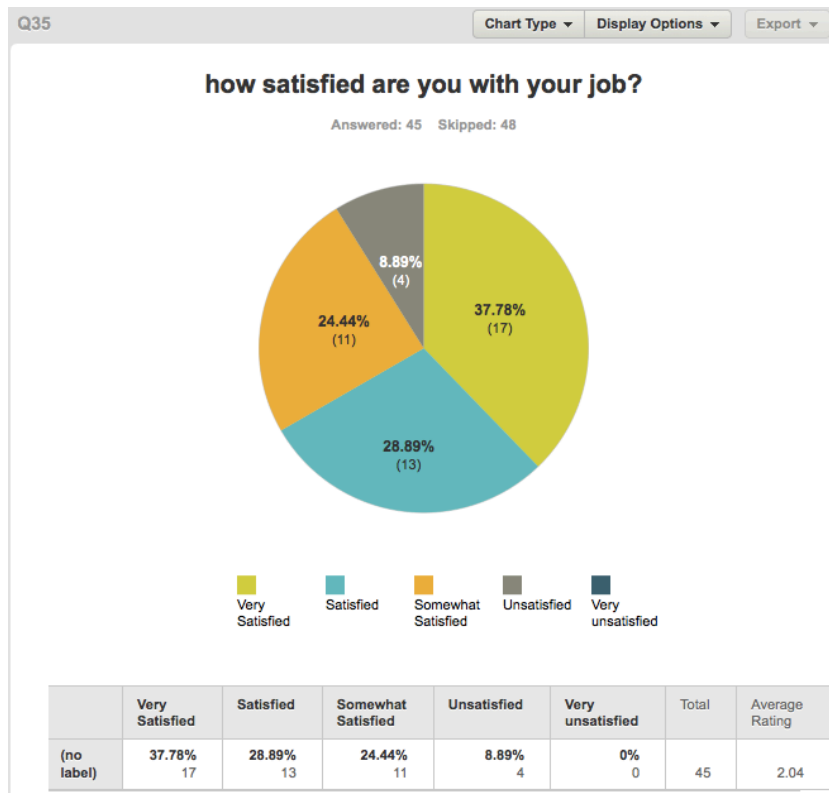 Q35
Chart Type
Display Options
Export
how satisfied are you with your job?
Answered: 45 Skipped: 48
8.89%
(4)
37.78%
(17)
24.44%
(11)
28.89%
(13)
Very Satisfied
Satisfied
Somewhat Satisfied
Unsatisfied
Very unsatisfied
Very Satisfied
Satisfied
Somewhat Satisfied
Unsatisfied
Very unsatisfied
Total
Average Rating
(no label)
37.78% 28.89% 24.44% 8.89% 0%
17 13 11 4 0 45 2.04